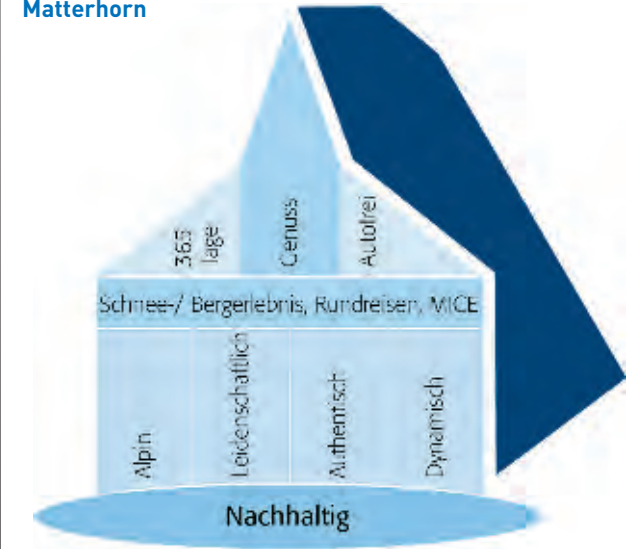 Matterhorn
365
Tage
Genuss
Autofrei
Schnee-/ Bergerlebnis, Rundreisen, MICE
Alpin
Leidenschaftlich
Authentisch
Dynamisch
Nachhaltig